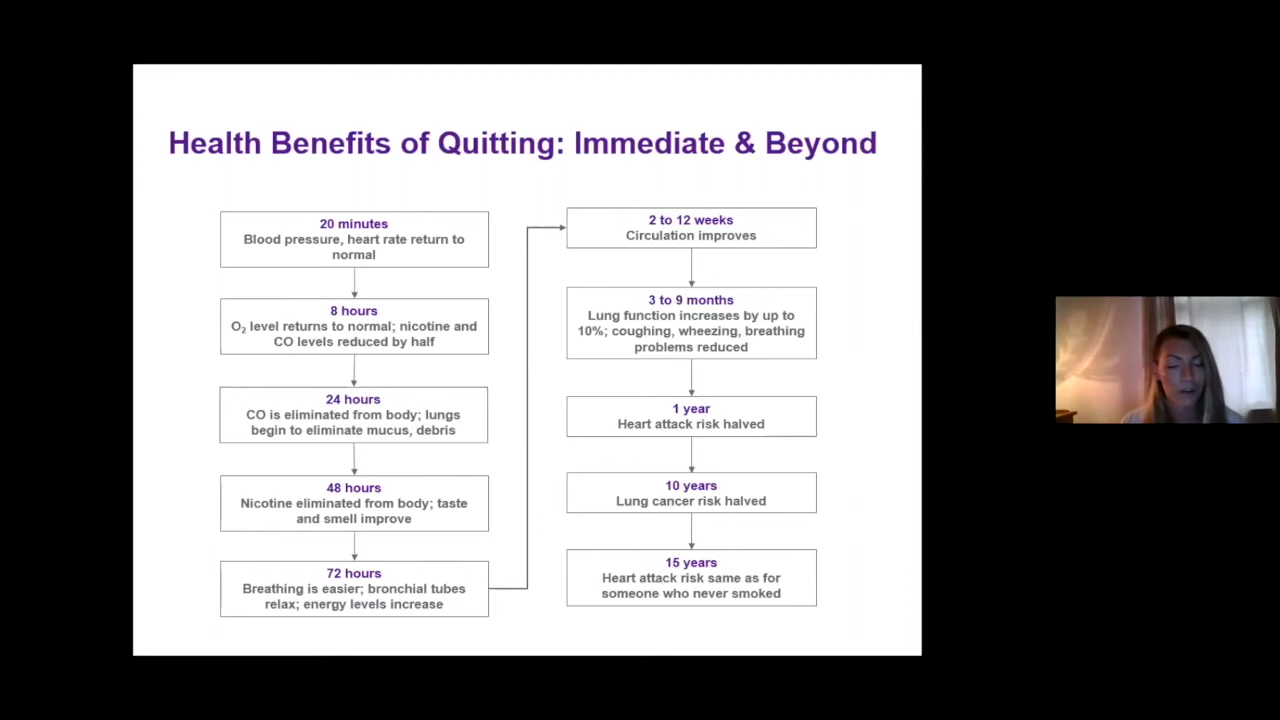 Health Benefits of Quitting: Immediate & Beyond
20 minutes
Blood pressure, heart rate return to
normal
8 hours
O₂ level returns to normal; nicotine and
CO levels reduced by half
24 hours
CO is eliminated from body; lungs
begin to eliminate mucus, debris
48 hours
Nicotine eliminated from body; taste
and smell improve
72 hours
Breathing is easier; bronchial tubes
relax; energy levels increase
2 to 12 weeks
Circulation improves
3 to 9 months
Lung function increases by up to
10%; coughing, wheezing, breathing
problems reduced
1 year
Heart attack risk halved
10 years
Lung cancer risk halved
15 years
Heart attack risk same as for
someone who never smoked